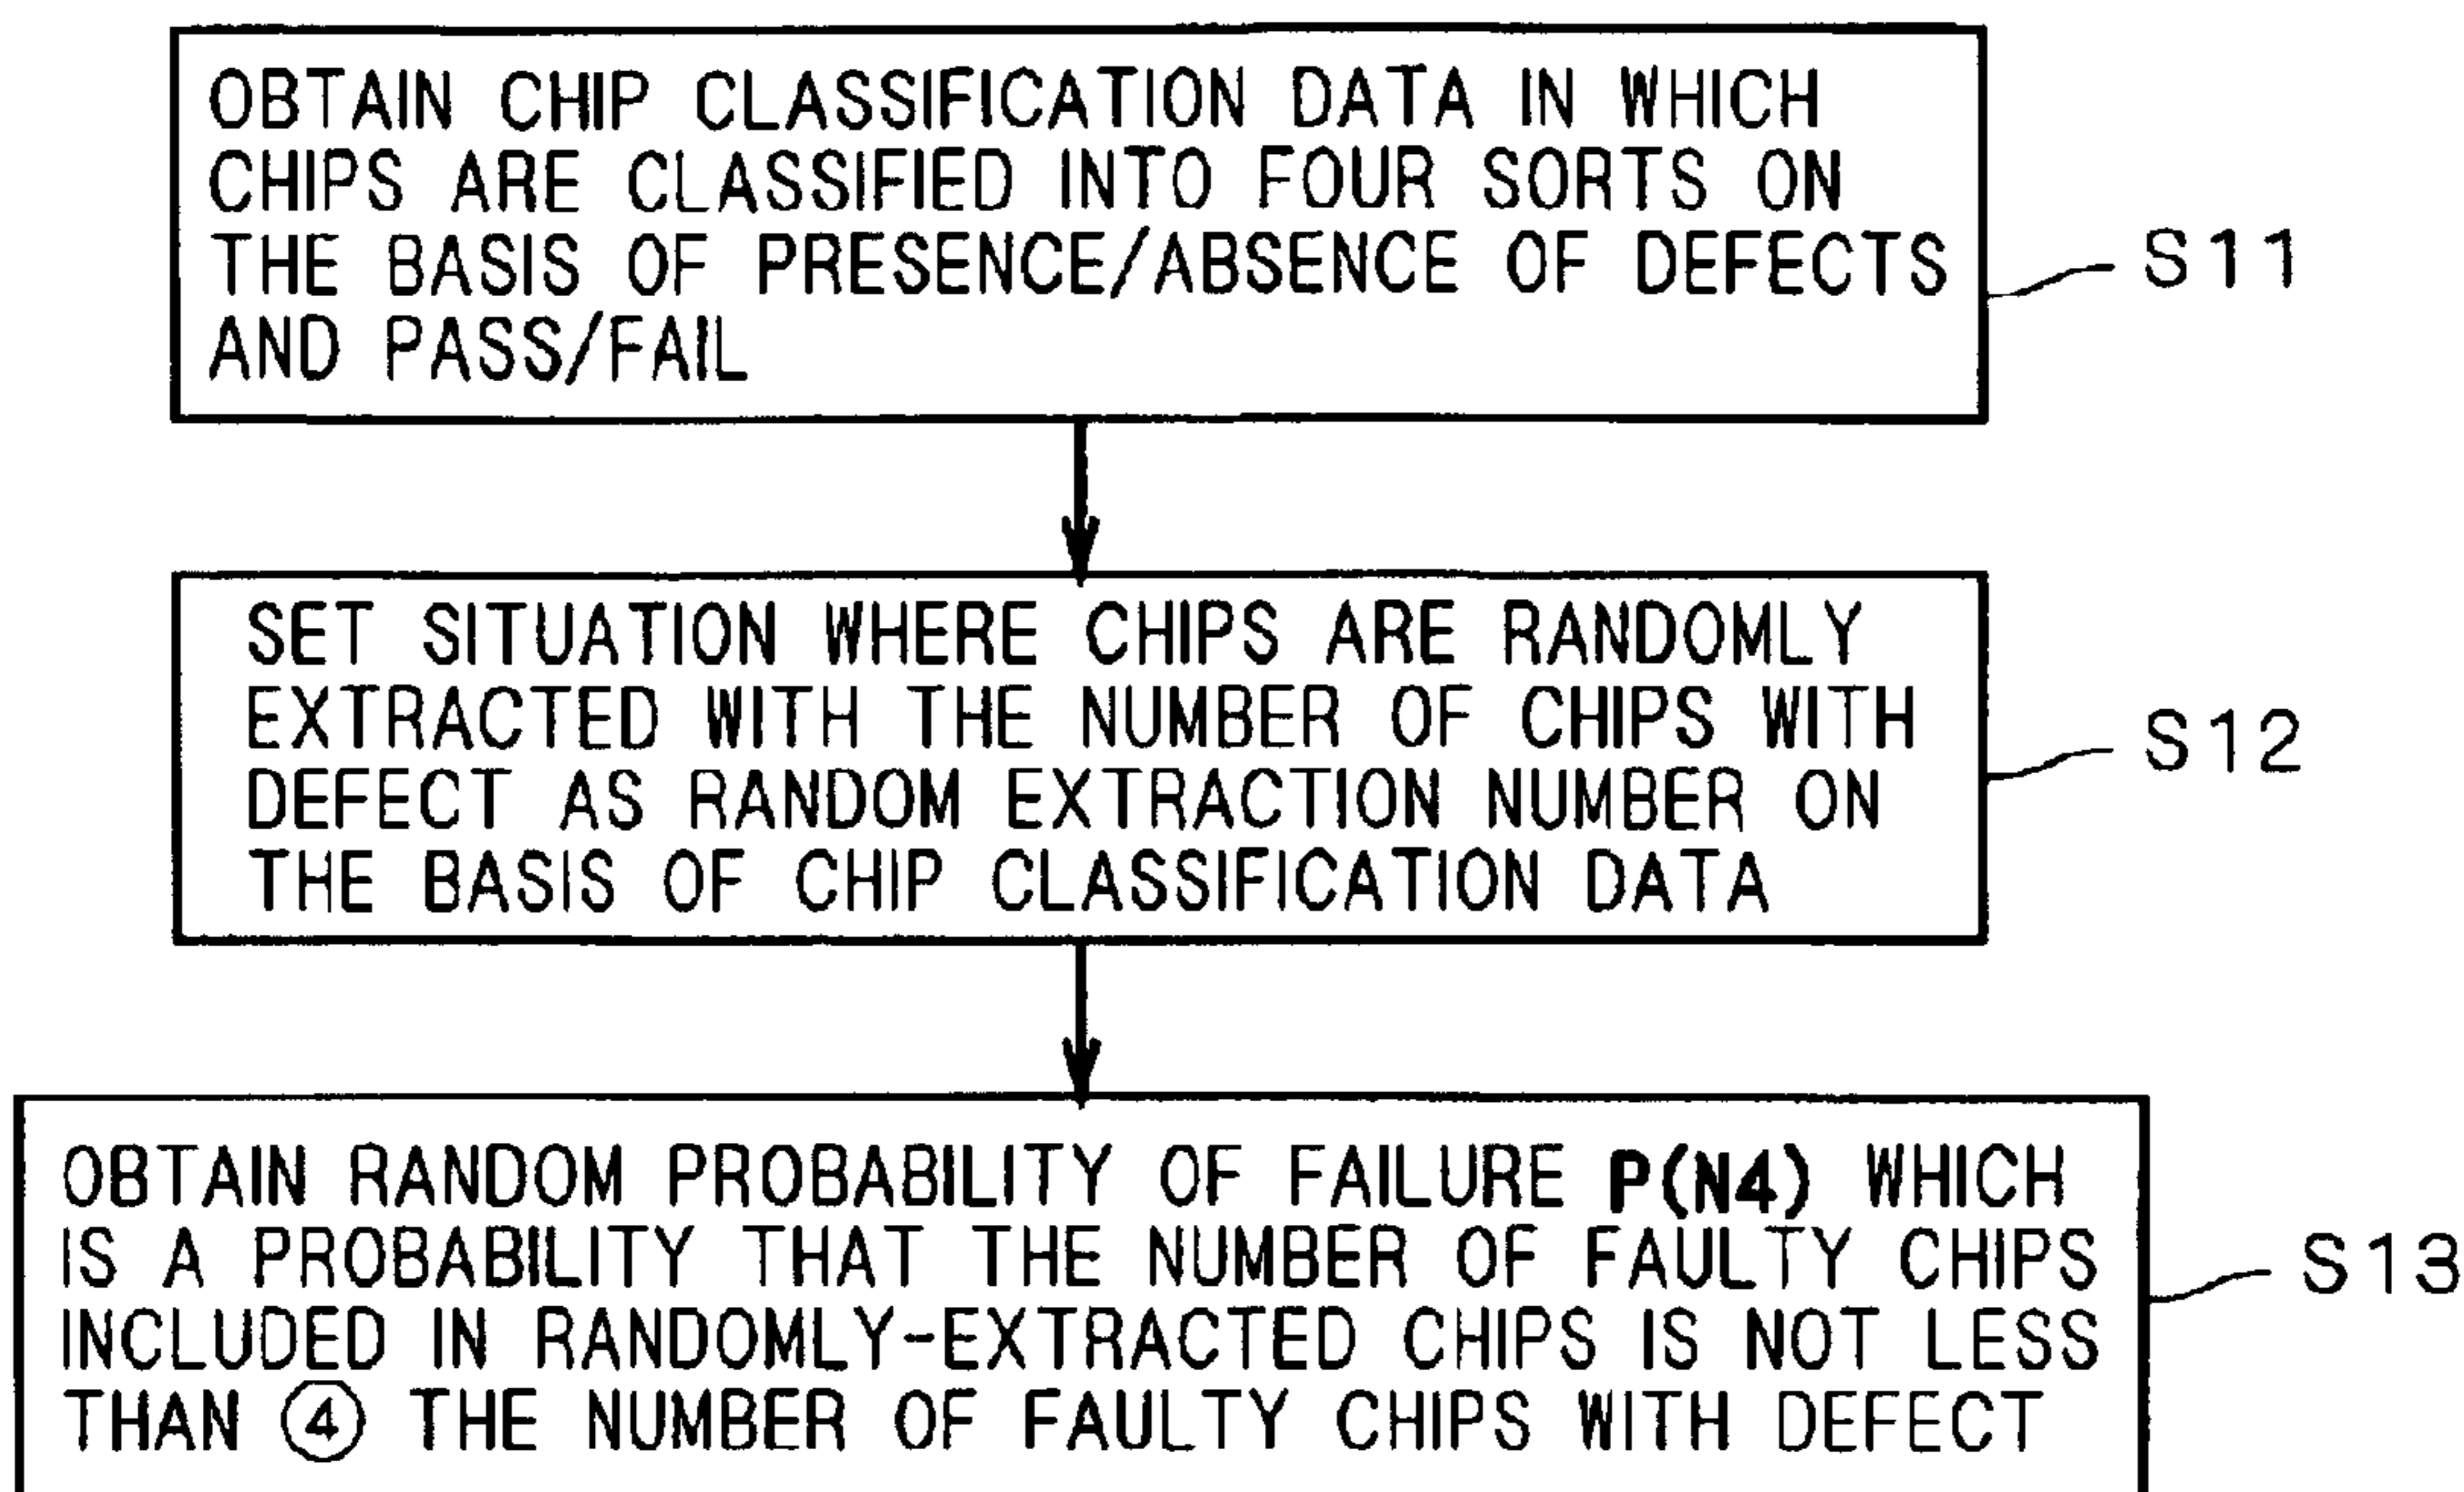 OBTAIN CHIP CLASSIFICATION DATA IN WHICH
CHIPS ARE CLASSIFIED INTO FOUR SORTS ON
THE BASIS OF PRESENCE/ABSENCE OF DEFECTS
AND PASS/FAIL
S11
SET SITUATION WHERE CHIPS ARE RANDOMLY
EXTRACTED WITH THE NUMBER OF CHIPS WITH
DEFECT AS RANDOM EXTRACTION NUMBER ON
THE BASIS OF CHIP CLASSIFICATION DATA
S12
OBTAIN RANDOM PROBABILITY OF FAILURE P(N4) WHICH
IS A PROBABILITY THAT THE NUMBER OF FAULTY CHIPS
INCLUDED IN RANDOMLY-EXTRACTED CHIPS IS NOT LESS
THAN ④ THE NUMBER OF FAULTY CHIPS WITH DEFECT
S13